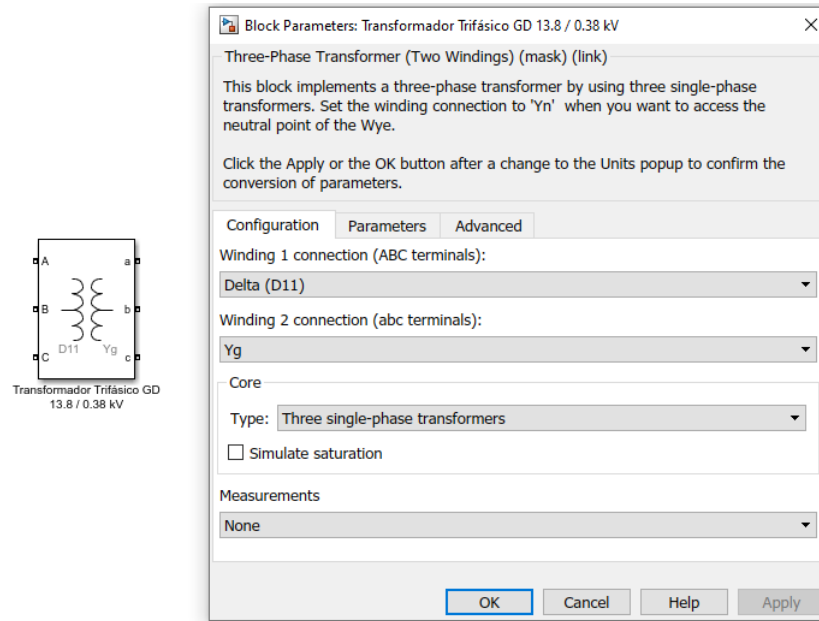 Block Parameters: Transformador Trifásico GD 13.8 / 0.38 kV
Three-Phase Transformer (Two Windings) (mask) (link)
This block implements a three-phase transformer by using three single-phase
transformers. Set the winding connection to 'Yn' when you want to access the
neutral point of the Wye.
Click the Apply or the OK button after a change to the Units popup to confirm the
conversion of parameters.
Configuration Parameters Advanced
Winding 1 connection (ABC terminals):
Delta (D11)
Winding 2 connection (abc terminals):
Yg
Core
Type: Three single-phase transformers
Simulate saturation
Measurements
None
OK Cancel Help Apply
A a
B b
C D11 Yg c
Transformador Trifásico GD
13.8 / 0.38 kV